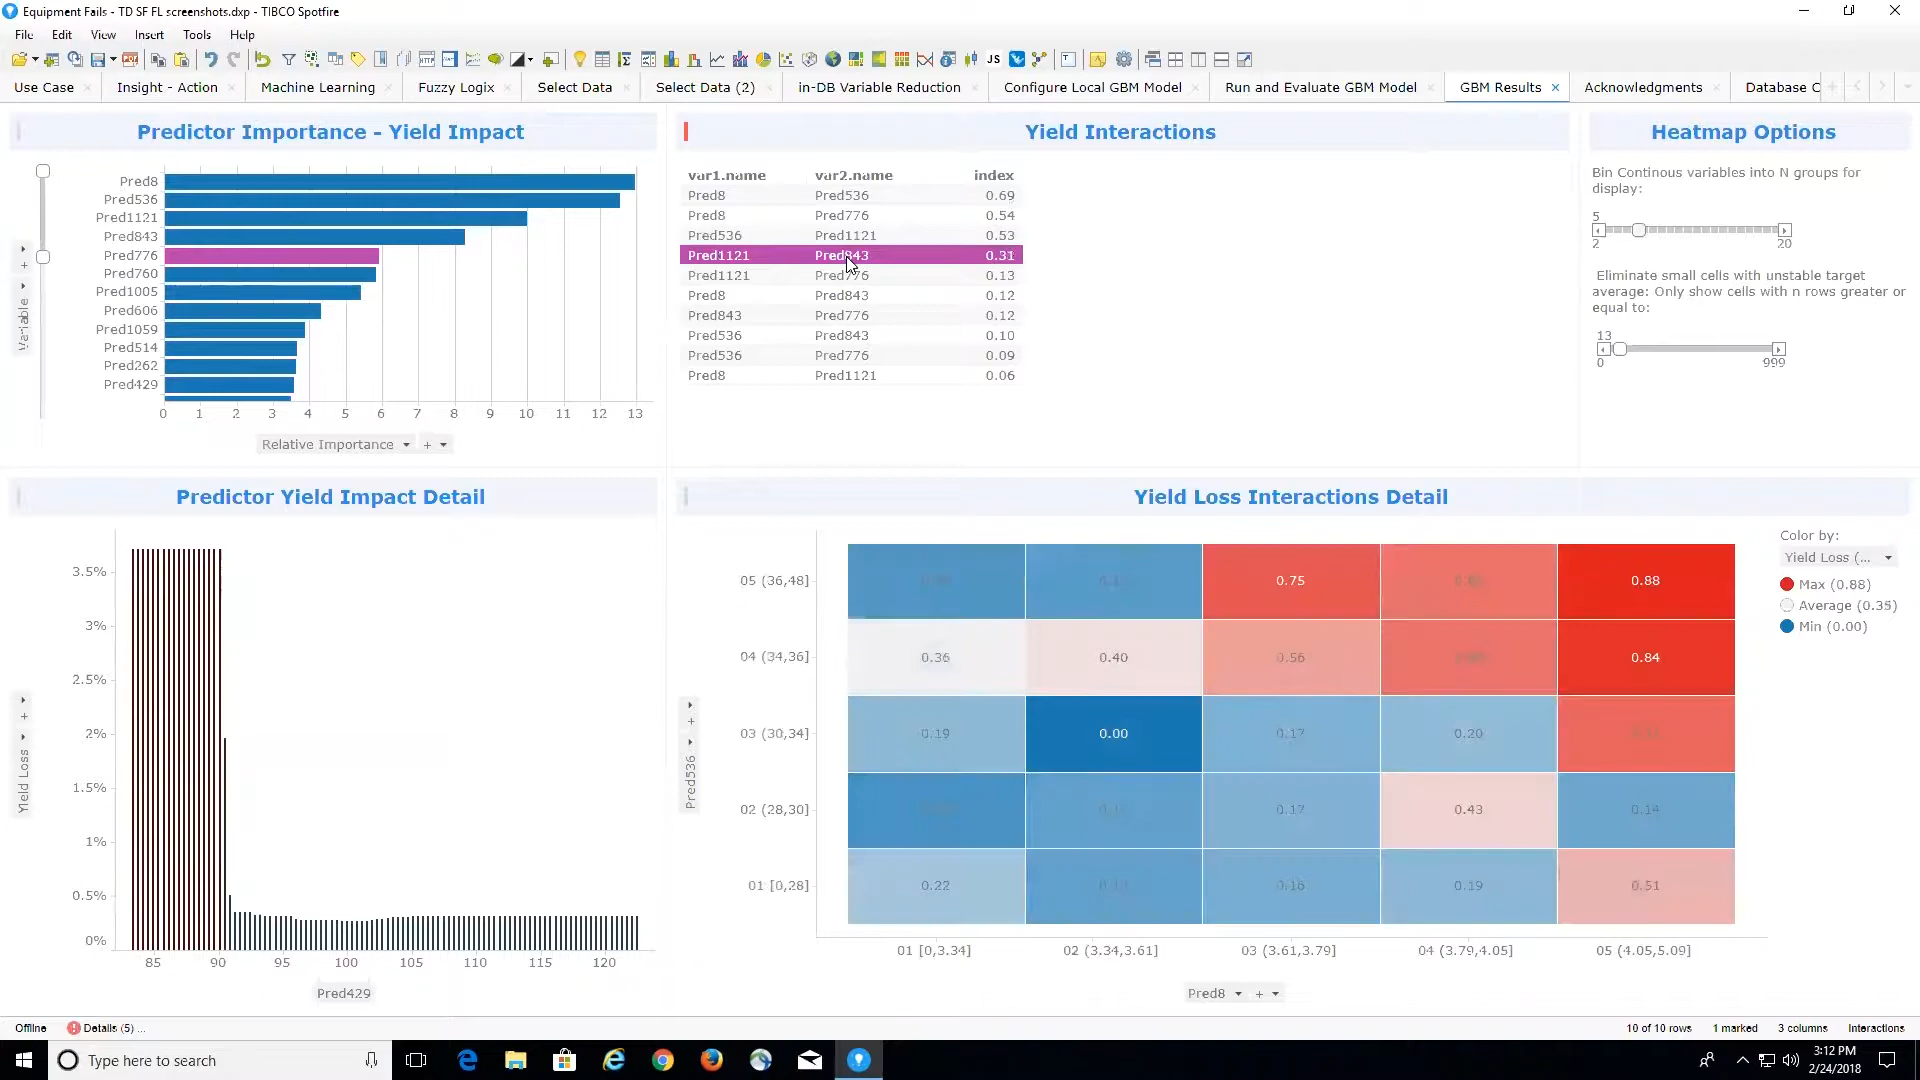 Equipment Fails - TD SF FL screenshots.dxp - TIBCO Spotfire
File Edit View Insert Tools Help
HTTP JS T
Use Case Insight - Action Machine Learning Fuzzy Logix Select Data Select Data (2) in-DB Variable Reduction Configure Local GBM Model Run and Evaluate GBM Model GBM Results Acknowledgments Database C
Predictor Importance - Yield Impact
Variable
Pred8
Pred536
Pred1121
Pred843
Pred776
Pred760
Pred1005
Pred606
Pred1059
Pred514
Pred262
Pred429
0 1 2 3 4 5 6 7 8 9 10 11 12 13
Relative Importance +
Yield Interactions
var1.name var2.name index
Pred8 Pred536 0.69
Pred8 Pred776 0.54
Pred536 Pred1121 0.53
Pred1121 Pred843 0.31
Pred1121 Pred776 0.13
Pred8 Pred843 0.12
Pred843 Pred776 0.12
Pred536 Pred843 0.10
Pred536 Pred776 0.09
Pred8 Pred1121 0.06
Heatmap Options
Bin Continous variables into N groups for
display:
5
2 20
Eliminate small cells with unstable target
average: Only show cells with n rows greater or
equal to:
13
0 999
Predictor Yield Impact Detail
Yield Loss
3.5%
3%
2.5%
2%
1.5%
1%
0.5%
0%
85 90 95 100 105 110 115 120
Pred429
Yield Loss Interactions Detail
Pred536
05 (36,48] 0.75 0.88
04 (34,36] 0.36 0.40 0.56 0.84
03 (30,34] 0.19 0.00 0.17 0.20
02 (28,30] 0.17 0.43 0.14
01 [0,28] 0.22 0.16 0.19 0.51
01 [0,3.34] 02 (3.34,3.61] 03 (3.61,3.79] 04 (3.79,4.05] 05 (4.05,5.09]
Pred8 +
Color by:
Yield Loss (...
Max (0.88)
Average (0.35)
Min (0.00)
Offline Details (5) ... 10 of 10 rows 1 marked 3 columns Interactions
Type here to search
3:12 PM
2/24/2018